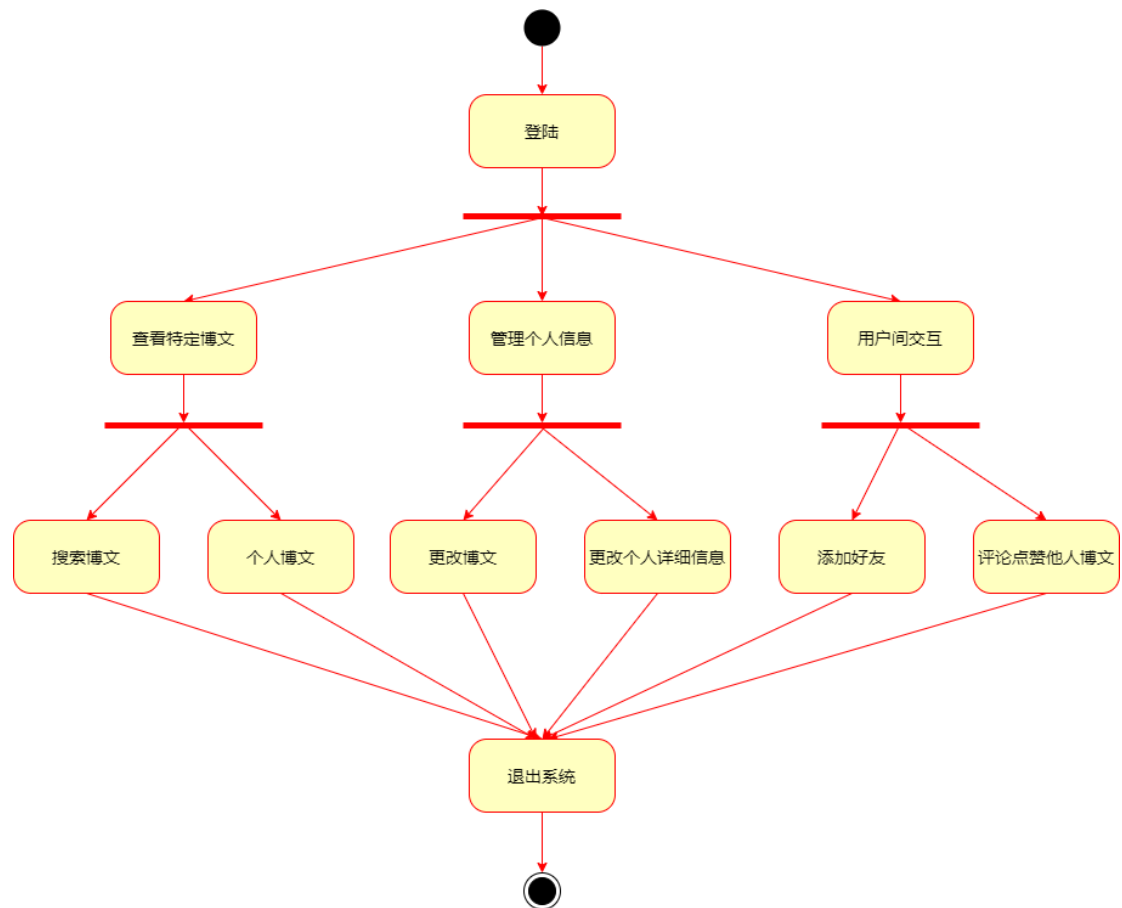 登陆
查看特定博文
管理个人信息
用户间交互
搜索博文
个人博文
更改博文
更改个人详细信息
添加好友
评论点赞他人博文
退出系统